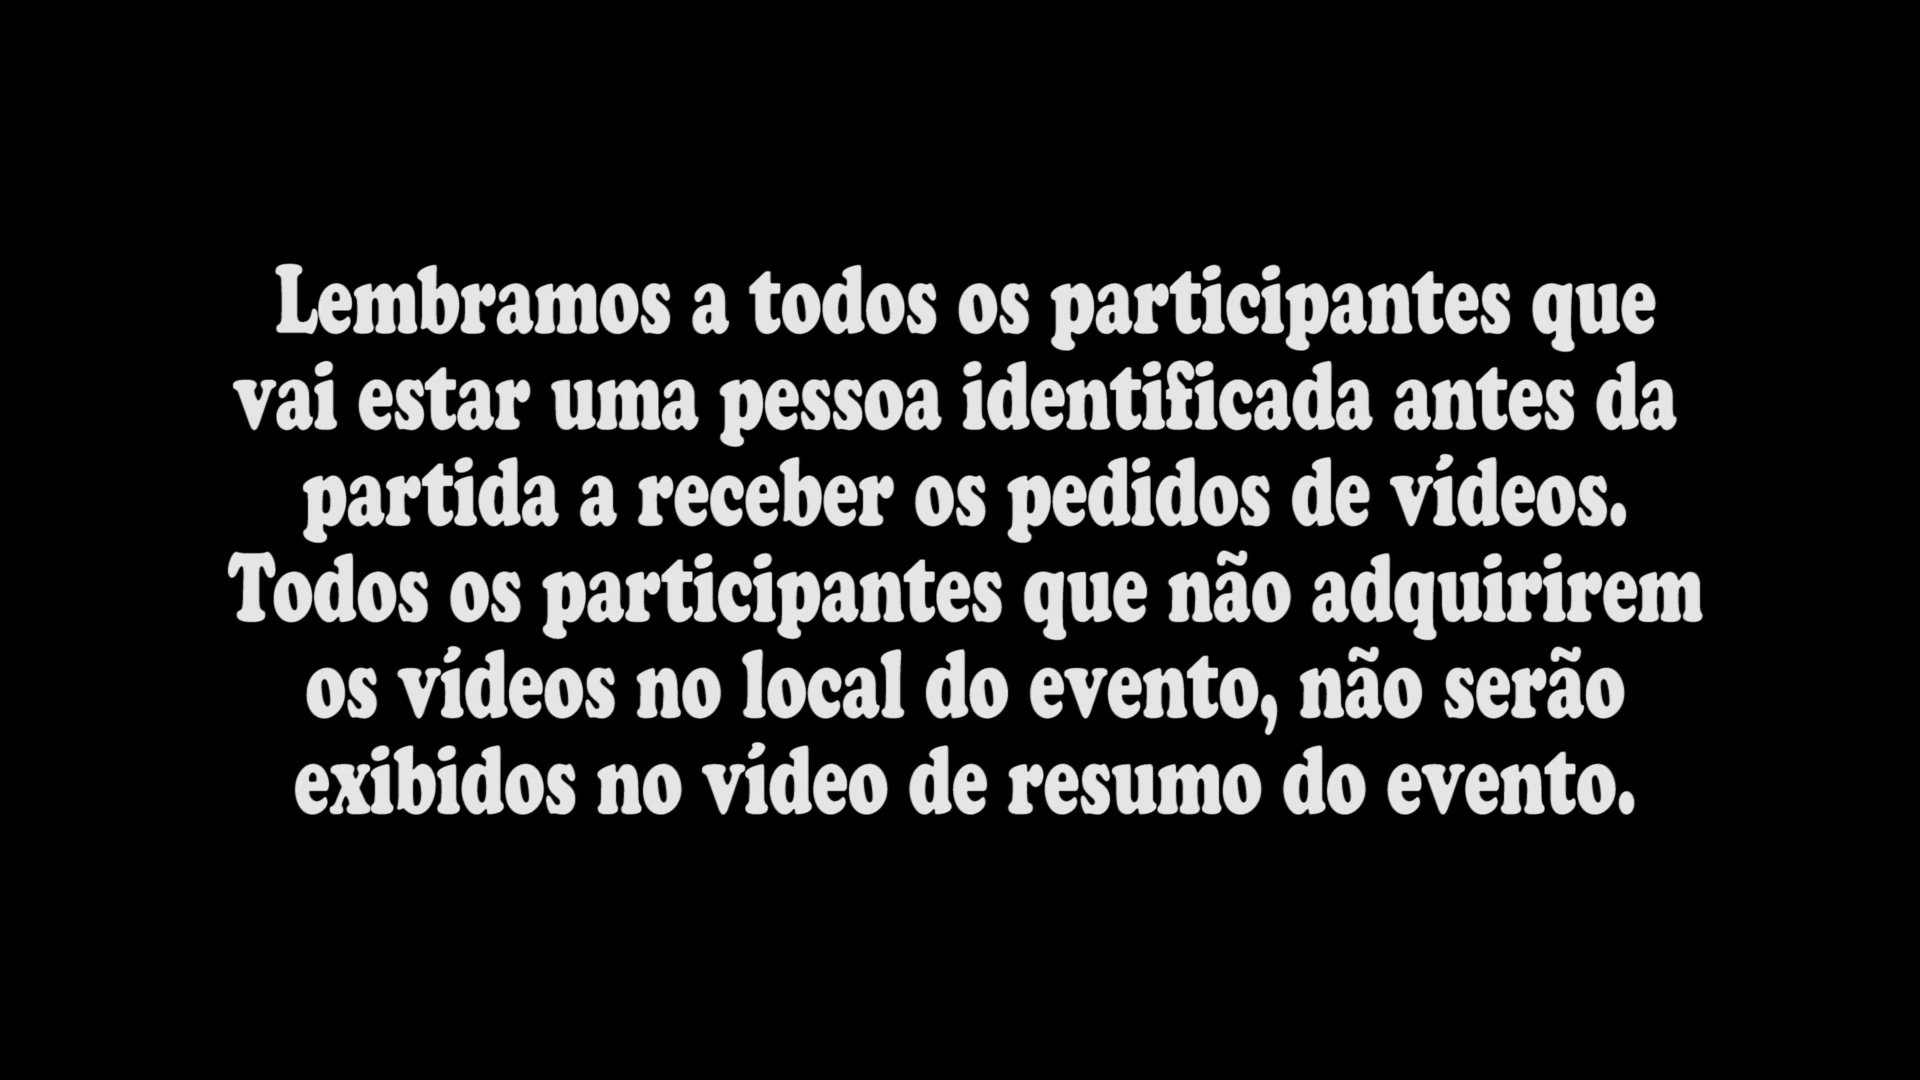 Lembramos a todos os participantes que
vai estar uma pessoa identificada antes da
partida a receber os pedidos de vídeos.
Todos os participantes que não adquirirem
os vídeos no local do evento, não serão
exibidos no vídeo de resumo do evento.